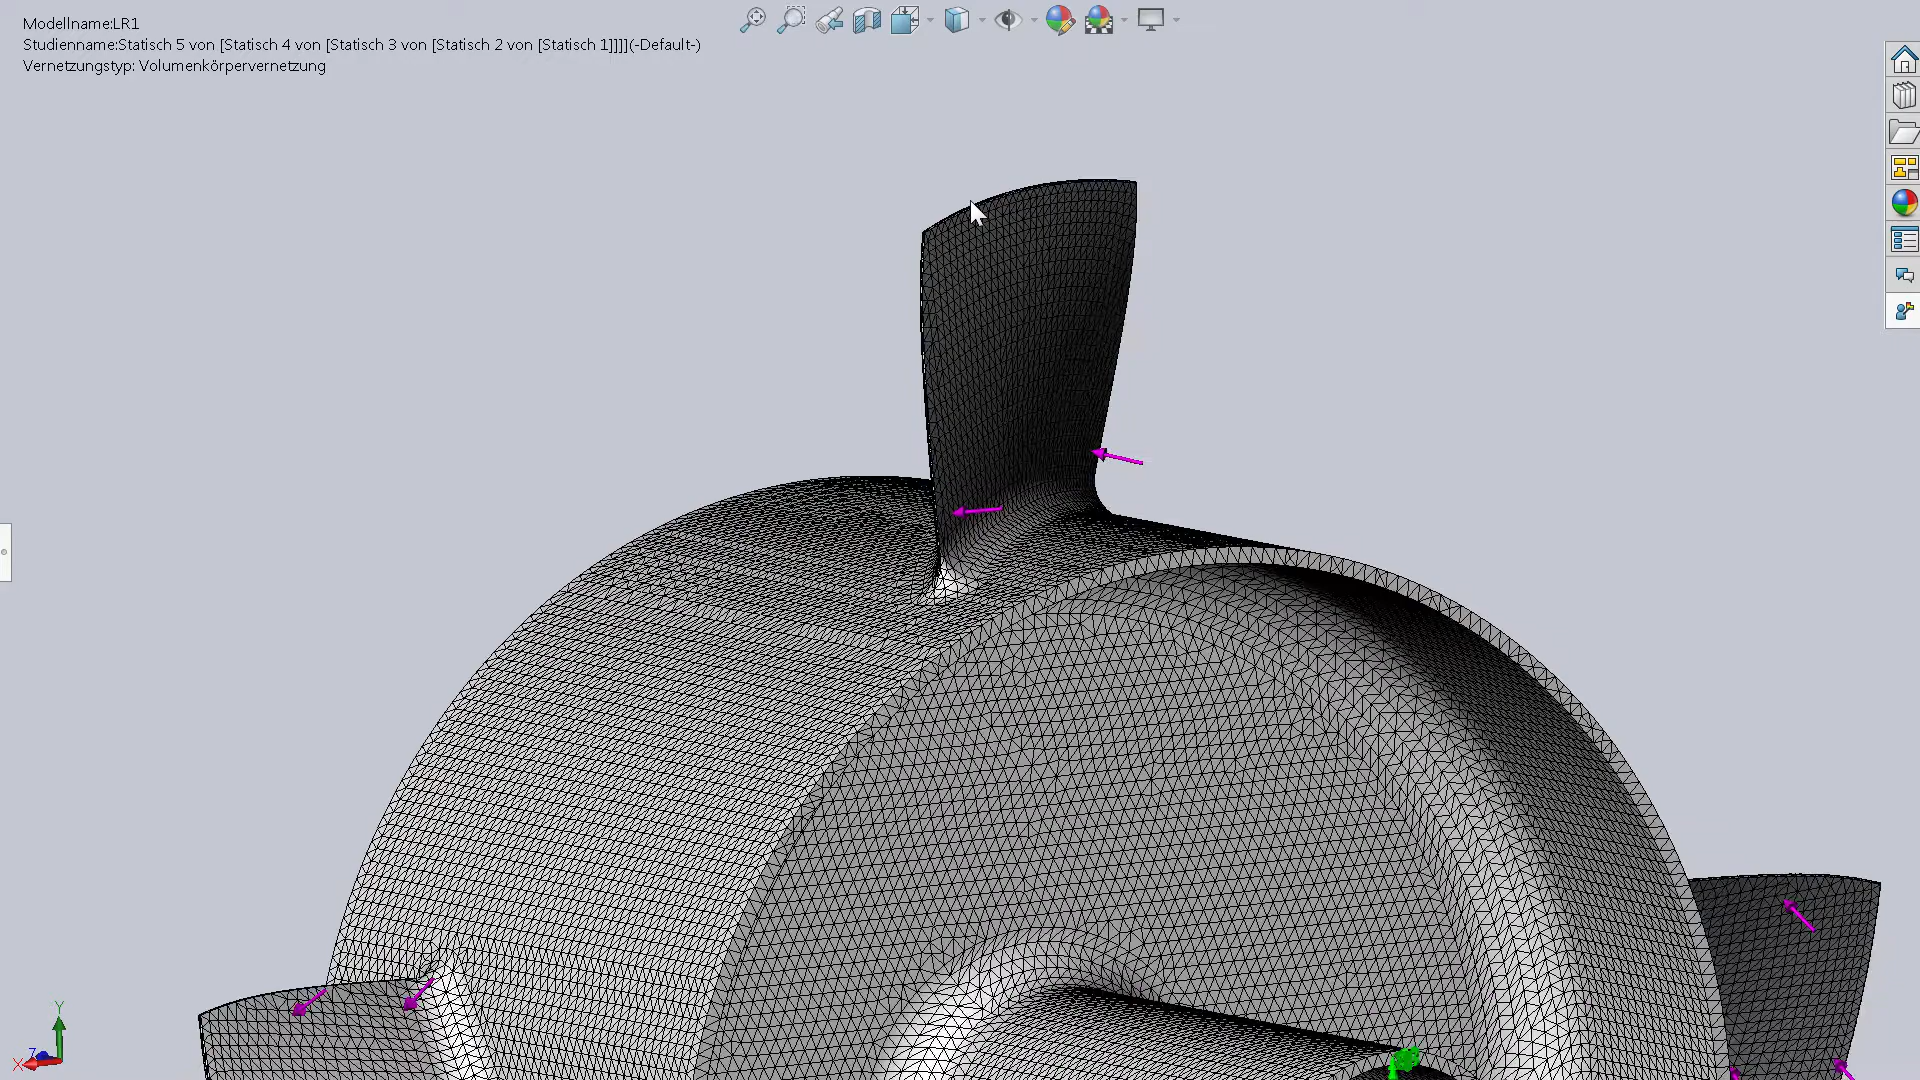 Modellname:LR1
Studienname:Statisch 5 von [Statisch 4 von [Statisch 3 von [Statisch 2 von [Statisch 1]]]](-Default-)
Vernetzungstyp: Volumenkörpervernetzung
Y
Z
X